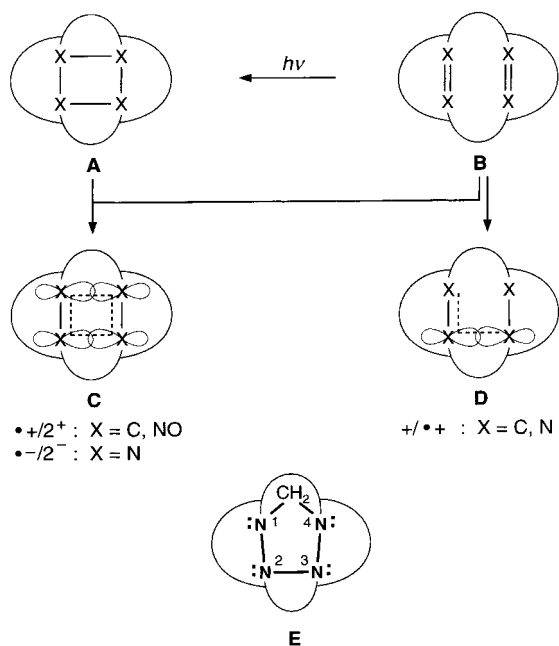 X X
X X
hν
X X
X X
A
B
X X
X X
X X
X X
C
D
•+/2⁺ : X = C, NO
•−/2⁻ : X = N
+/•+ : X = C, N
CH₂
:N 1 4 N:
:N 2 3 N:
E